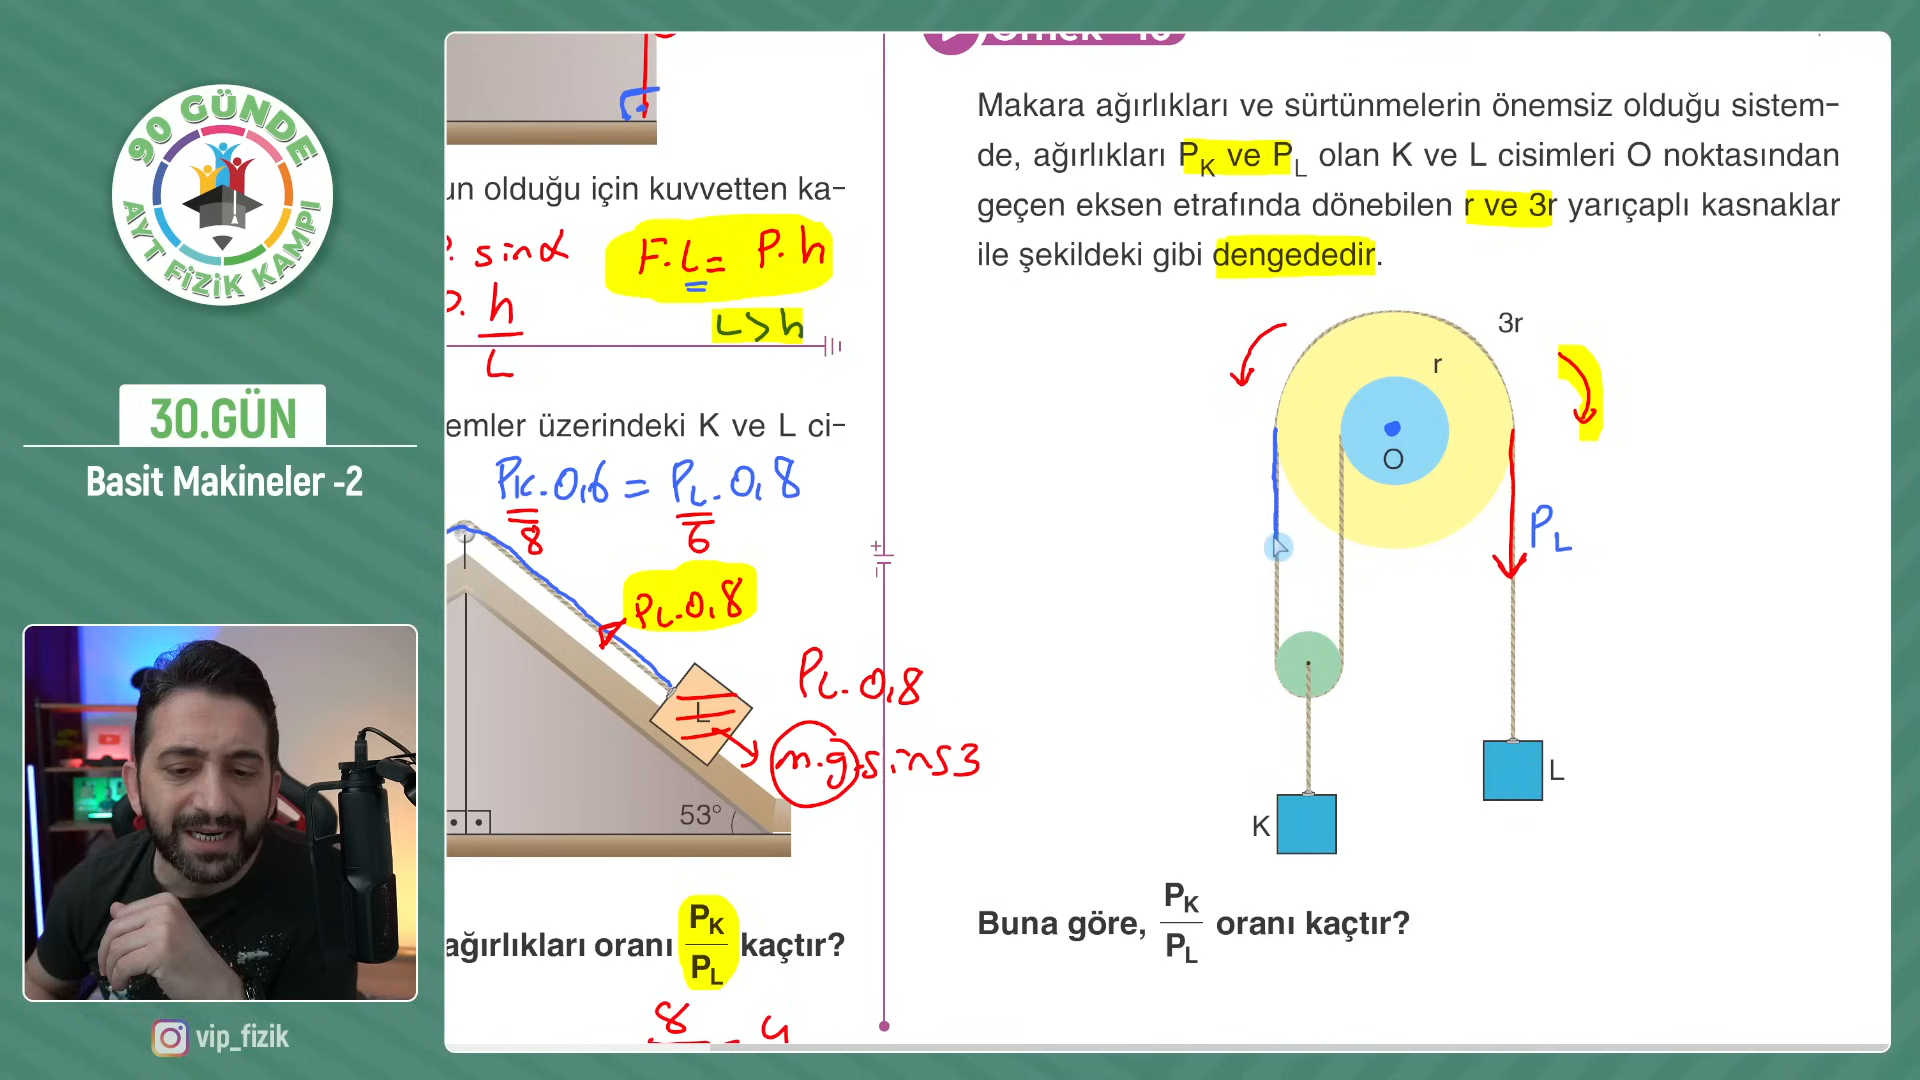 90 GÜNDE
AYT FİZİK KAMPI
30.GÜN
Basit Makineler -2
vip_fizik
un olduğu için kuvvetten ka-
P. sinα
F.L = P.h
P. h
L
L > h
emler üzerindeki K ve L ci-
PK.0,6 = PL.0,8
8
6
PL.0,8
L
PL.0,8
m.g.sin53
53°
ağırlıkları oranı PK/PL kaçtır?
8
Makara ağırlıkları ve sürtünmelerin önemsiz olduğu sistem-
de, ağırlıkları PK ve PL olan K ve L cisimleri O noktasından
geçen eksen etrafında dönebilen r ve 3r yarıçaplı kasnaklar
ile şekildeki gibi dengededir.
3r
r
O
PL
L
K
Buna göre, PK/PL oranı kaçtır?